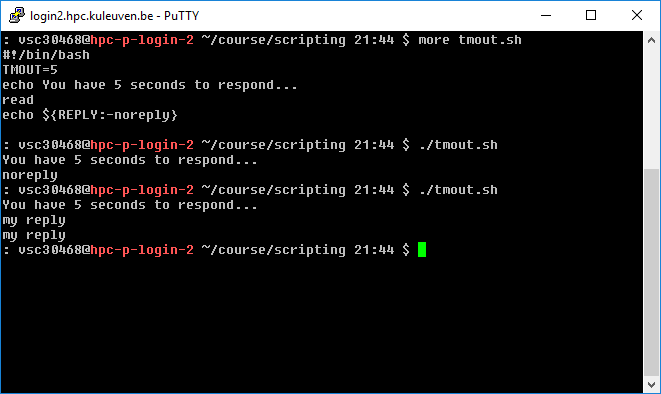 login2.hpc.kuleuven.be - PuTTY
: vsc30468@hpc-p-login-2 ~/course/scripting 21:44 $ more tmout.sh
#!/bin/bash
TMOUT=5
echo You have 5 seconds to respond...
read
echo ${REPLY:-noreply}
: vsc30468@hpc-p-login-2 ~/course/scripting 21:44 $ ./tmout.sh
You have 5 seconds to respond...
noreply
: vsc30468@hpc-p-login-2 ~/course/scripting 21:44 $ ./tmout.sh
You have 5 seconds to respond...
my reply
my reply
: vsc30468@hpc-p-login-2 ~/course/scripting 21:44 $